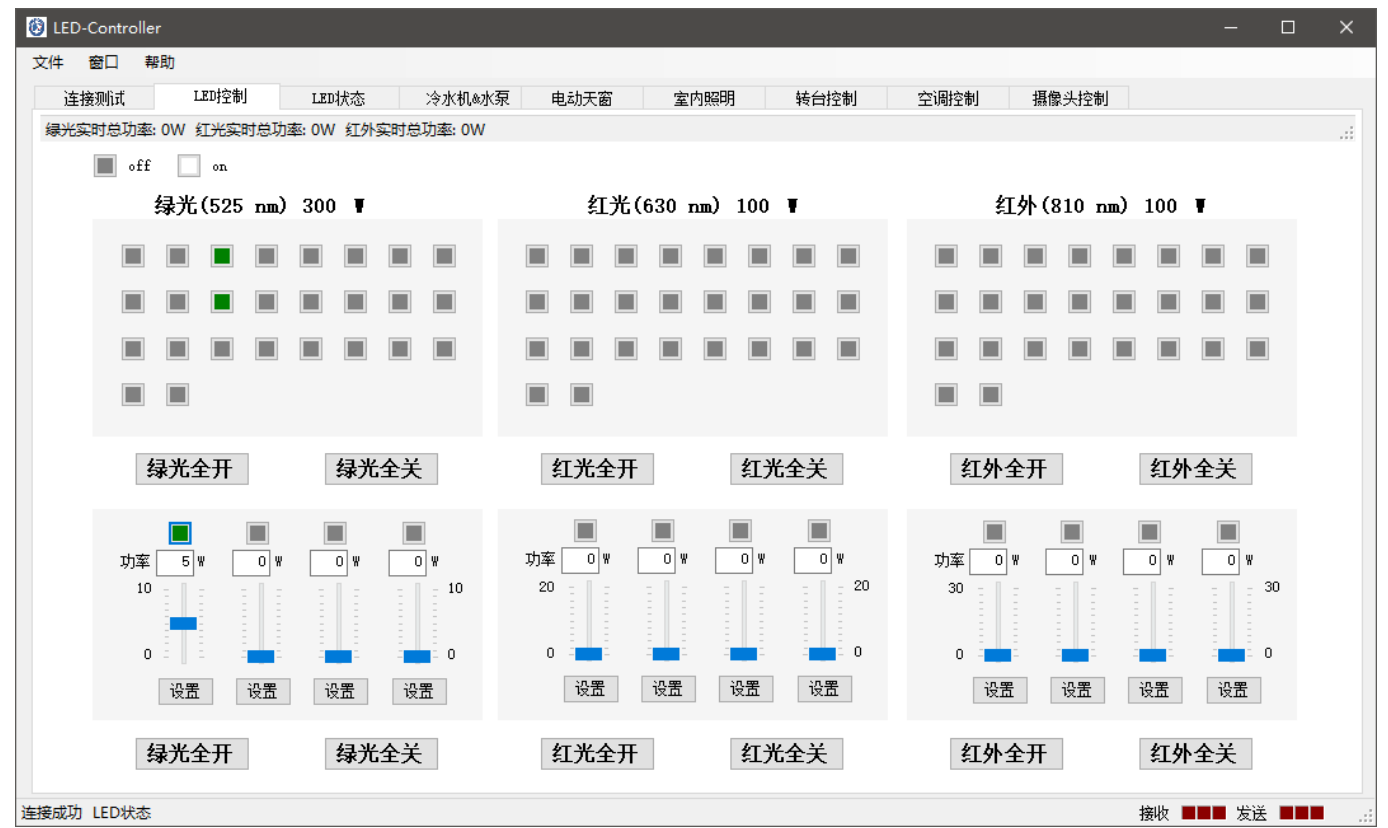 LED-Controller
文件 窗口 帮助
连接测试 LED控制 LED状态 冷水机&水泵 电动天窗 室内照明 转台控制 空调控制 摄像头控制
绿光实时总功率: 0W 红光实时总功率: 0W 红外实时总功率: 0W
off on
绿光(525 nm) 300 W 红光(630 nm) 100 W 红外(810 nm) 100 W
绿光全开 绿光全关 红光全开 红光全关 红外全开 红外全关
功率 5 W 0 W 0 W 0 W 功率 0 W 0 W 0 W 0 W 功率 0 W 0 W 0 W 0 W
10 10 20 20 30 30
0 0 0 0 0 0
设置 设置 设置 设置 设置 设置 设置 设置 设置 设置 设置 设置
绿光全开 绿光全关 红光全开 红光全关 红外全开 红外全关
连接成功 LED状态 接收 发送